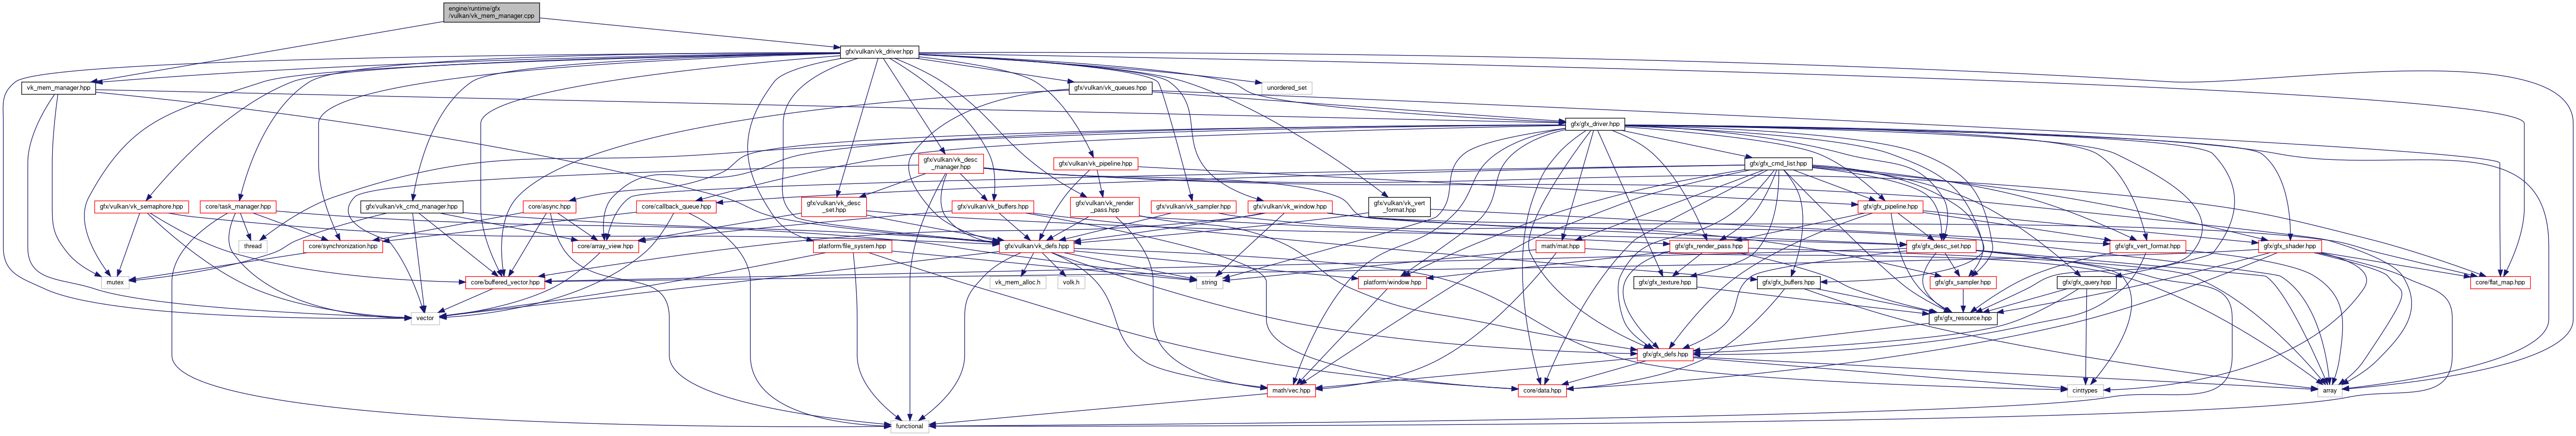 engine/runtime/gfx
/vulkan/vk_mem_manager.cpp
gfx/vulkan/vk_driver.hpp
vk_mem_manager.hpp
gfx/vulkan/vk_queues.hpp
unordered_set
gfx/gfx_driver.hpp
gfx/vulkan/vk_desc
_manager.hpp
gfx/vulkan/vk_pipeline.hpp
gfx/gfx_cmd_list.hpp
gfx/vulkan/vk_semaphore.hpp
core/task_manager.hpp
gfx/vulkan/vk_cmd_manager.hpp
core/async.hpp
core/callback_queue.hpp
gfx/vulkan/vk_desc
_set.hpp
gfx/vulkan/vk_buffers.hpp
gfx/vulkan/vk_render
_pass.hpp
gfx/vulkan/vk_sampler.hpp
gfx/vulkan/vk_window.hpp
gfx/vulkan/vk_vert
_format.hpp
gfx/gfx_pipeline.hpp
thread
core/synchronization.hpp
core/array_view.hpp
platform/file_system.hpp
gfx/vulkan/vk_defs.hpp
math/mat.hpp
gfx/gfx_render_pass.hpp
gfx/gfx_desc_set.hpp
gfx/gfx_vert_format.hpp
gfx/gfx_shader.hpp
mutex
core/buffered_vector.hpp
vk_mem_alloc.h
volk.h
string
platform/window.hpp
gfx/gfx_texture.hpp
gfx/gfx_buffers.hpp
gfx/gfx_sampler.hpp
gfx/gfx_query.hpp
core/flat_map.hpp
vector
gfx/gfx_resource.hpp
gfx/gfx_defs.hpp
math/vec.hpp
core/data.hpp
cinttypes
array
functional